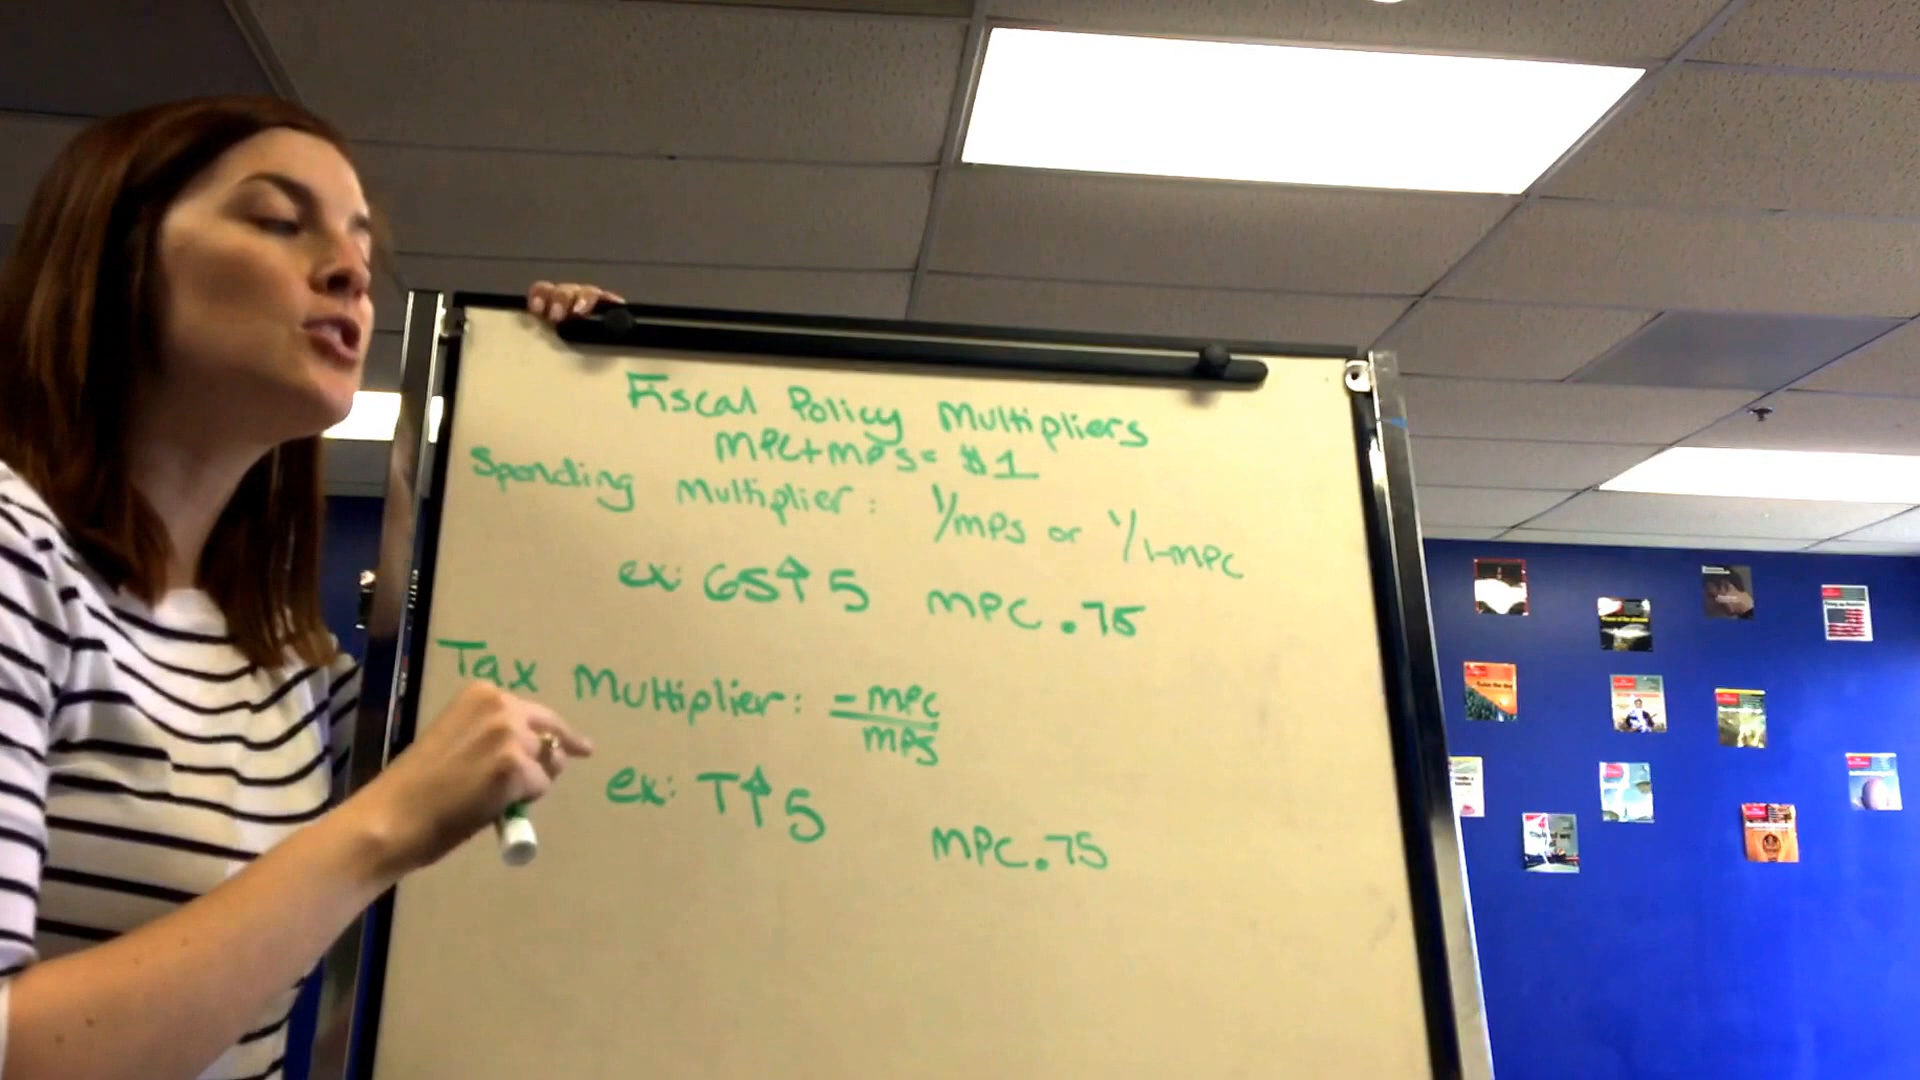 Fiscal Policy Multipliers
MPC+MPS= $1
Spending Multiplier: 1/MPS or 1/1-MPC
ex: GS↑ 5 MPC .75
Tax Multiplier: -MPC
MPS
ex: T↑ 5 MPC .75